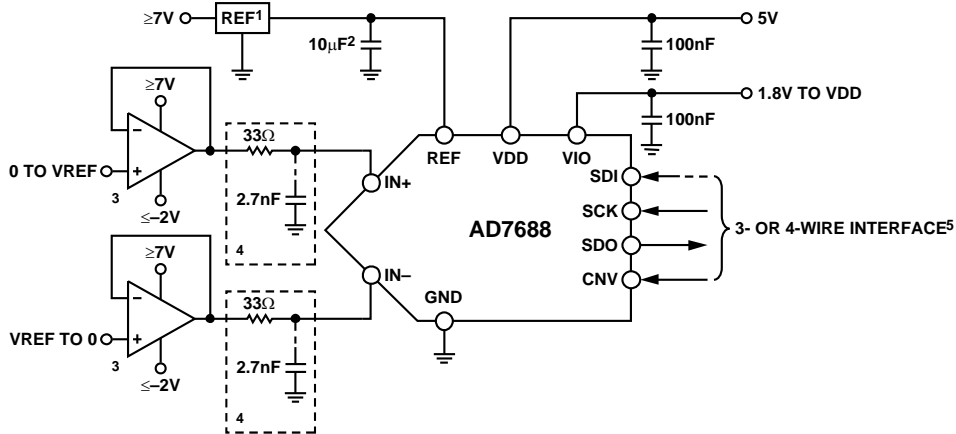 ≥7V
REF1
10μF2
100nF
5V
1.8V TO VDD
100nF
≥7V
0 TO VREF
–
+
3
≤–2V
33Ω
2.7nF
4
REF
VDD
VIO
IN+
SDI
SCK
AD7688
SDO
3- OR 4-WIRE INTERFACE5
IN–
GND
CNV
≥7V
VREF TO 0
–
+
3
≤–2V
33Ω
2.7nF
4